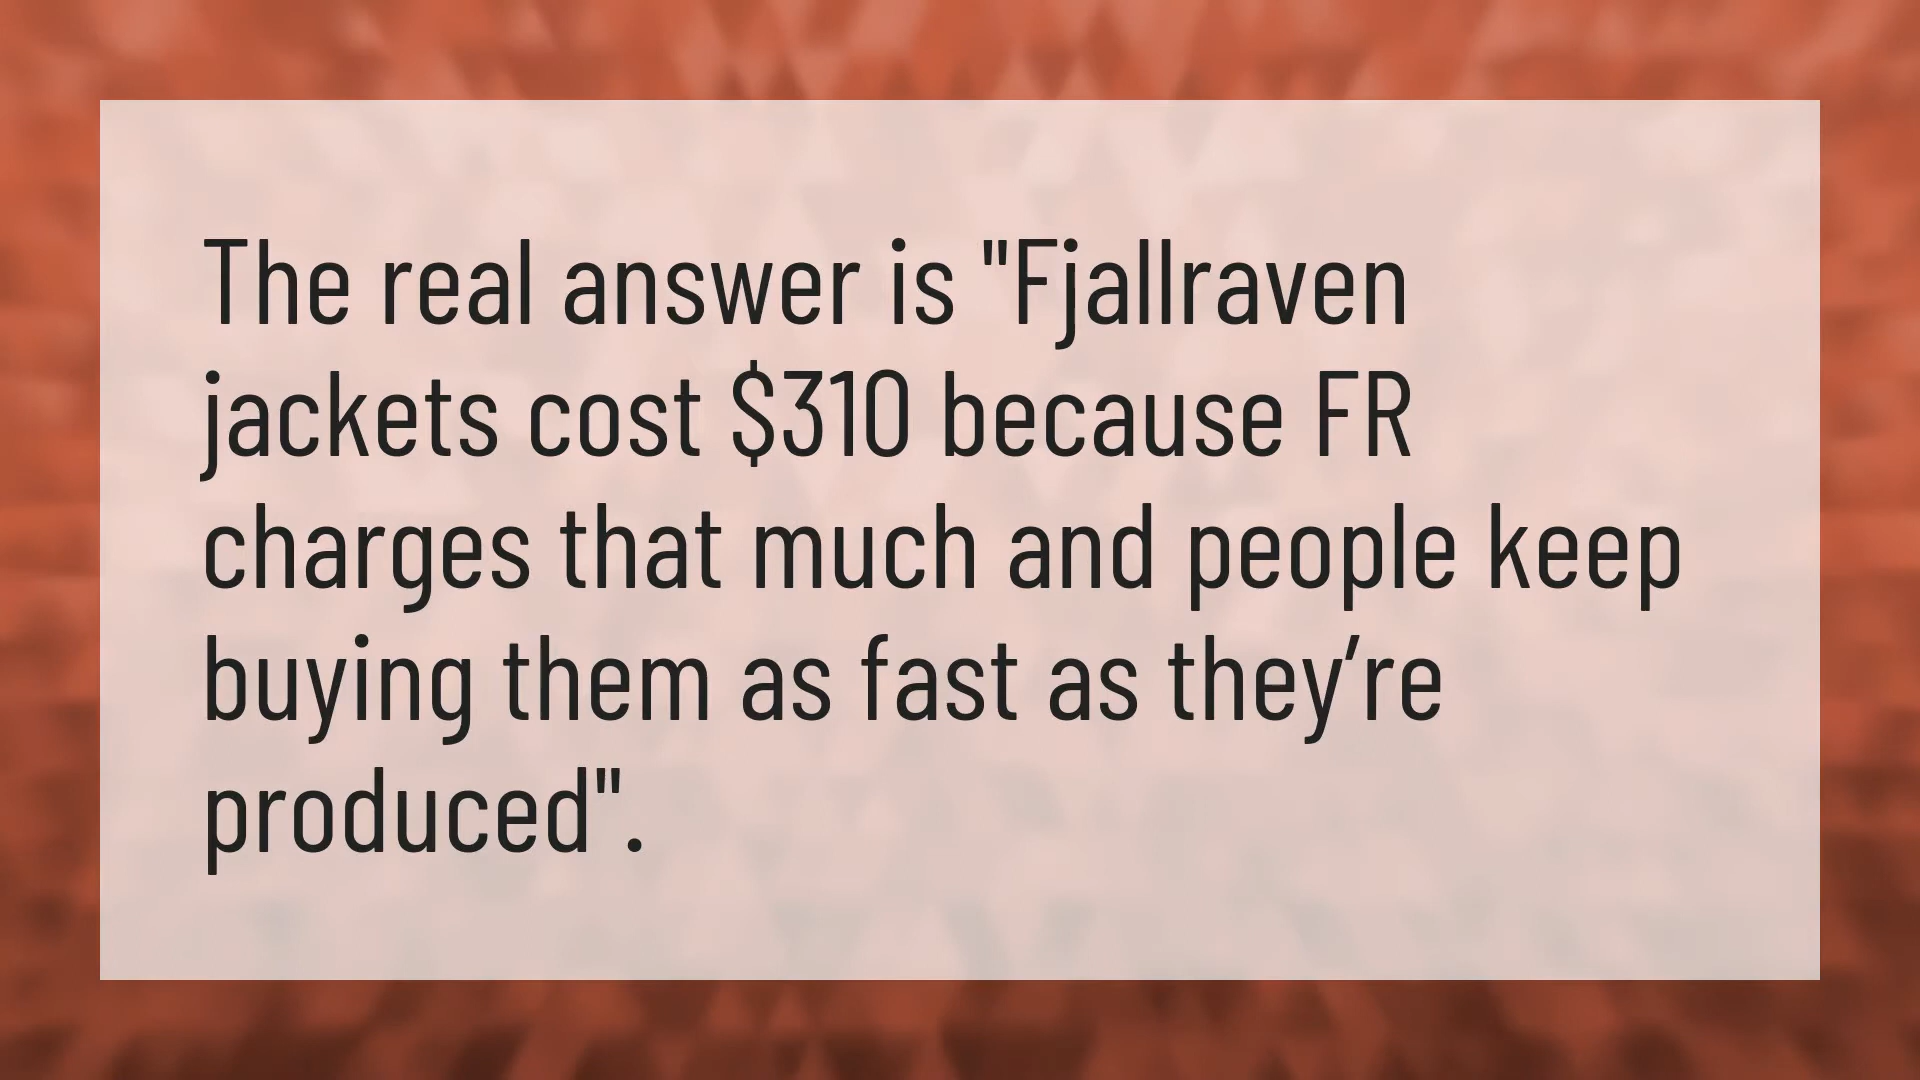 The real answer is "Fjallraven
jackets cost $310 because FR
charges that much and people keep
buying them as fast as they’re
produced".